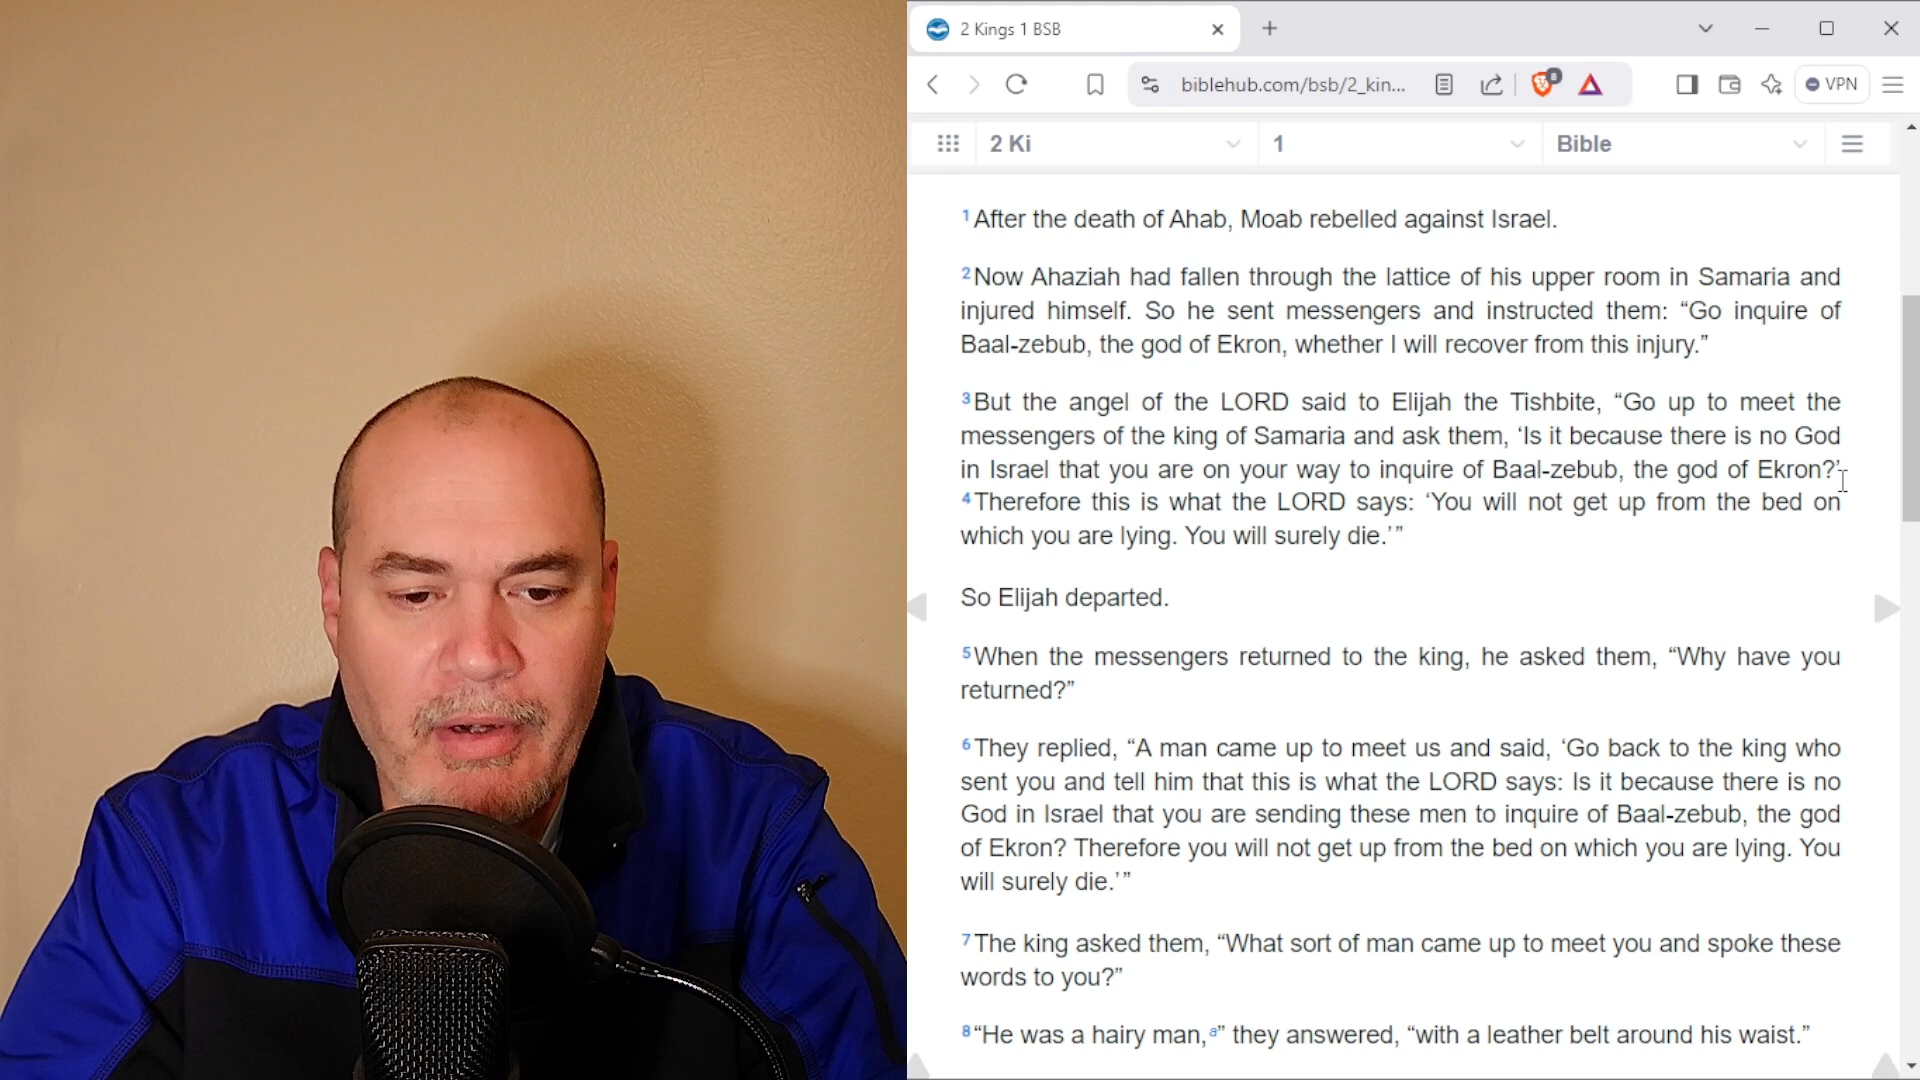 2 Kings 1 BSB
biblehub.com/bsb/2_kin...
8
VPN
2 Ki
1
Bible
1 After the death of Ahab, Moab rebelled against Israel.
2 Now Ahaziah had fallen through the lattice of his upper room in Samaria and
injured himself. So he sent messengers and instructed them: “Go inquire of
Baal-zebub, the god of Ekron, whether I will recover from this injury.”
3 But the angel of the LORD said to Elijah the Tishbite, “Go up to meet the
messengers of the king of Samaria and ask them, ‘Is it because there is no God
in Israel that you are on your way to inquire of Baal-zebub, the god of Ekron?’
4 Therefore this is what the LORD says: ‘You will not get up from the bed on
which you are lying. You will surely die.’”
So Elijah departed.
5 When the messengers returned to the king, he asked them, “Why have you
returned?”
6 They replied, “A man came up to meet us and said, ‘Go back to the king who
sent you and tell him that this is what the LORD says: Is it because there is no
God in Israel that you are sending these men to inquire of Baal-zebub, the god
of Ekron? Therefore you will not get up from the bed on which you are lying. You
will surely die.’”
7 The king asked them, “What sort of man came up to meet you and spoke these
words to you?”
8 “He was a hairy man,a” they answered, “with a leather belt around his waist.”